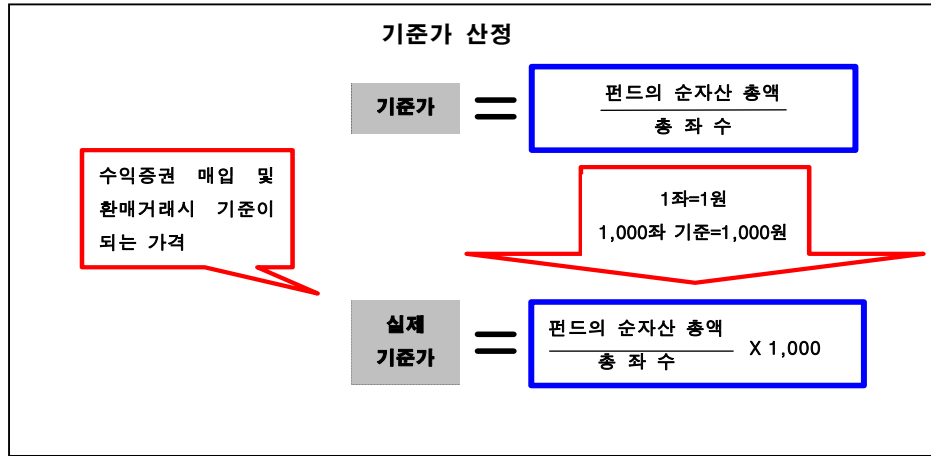 기준가 산정
기준가 = 펀드의 순자산 총액
총 좌 수
수익증권 매입 및
환매거래시 기준이
되는 가격
1좌=1원
1,000좌 기준=1,000원
실제
기준가 = 펀드의 순자산 총액
총 좌 수
X 1,000